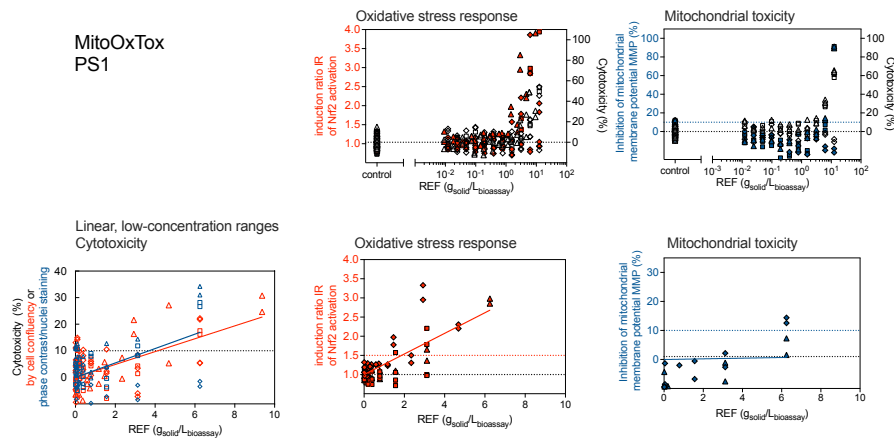 MitoOxTox
PS1
Oxidative stress response
induction ratio IR
of Nrf2 activation
4.0
3.5
3.0
2.5
2.0
1.5
1.0
100
80
60
40
20
0
Cytotoxicity (%)
control
10-2
10-1
100
101
102
REF (gsolid/Lbioassay)
Mitochondrial toxicity
Inhibition of mitochondrial
membrane potential MMP (%)
100
80
60
40
20
0
100
80
60
40
20
0
Cytotoxicity (%)
control
10-2
10-1
100
101
102
REF (gsolid/Lbioassay)
Linear, low-concentration ranges
Cytotoxicity
Cytotoxicity (%)
by cell confluency or
phase contrast/nuclei staining
40
30
20
10
0
0
2
4
6
8
10
REF (gsolid/Lbioassay)
Oxidative stress response
induction ratio IR
of Nrf2 activation
4.0
3.5
3.0
2.5
2.0
1.5
1.0
0
2
4
6
8
10
REF (gsolid/Lbioassay)
Mitochondrial toxicity
Inhibition of mitochondrial
membrane potential MMP (%)
30
20
10
0
0
2
4
6
8
10
REF (gsolid/Lbioassay)